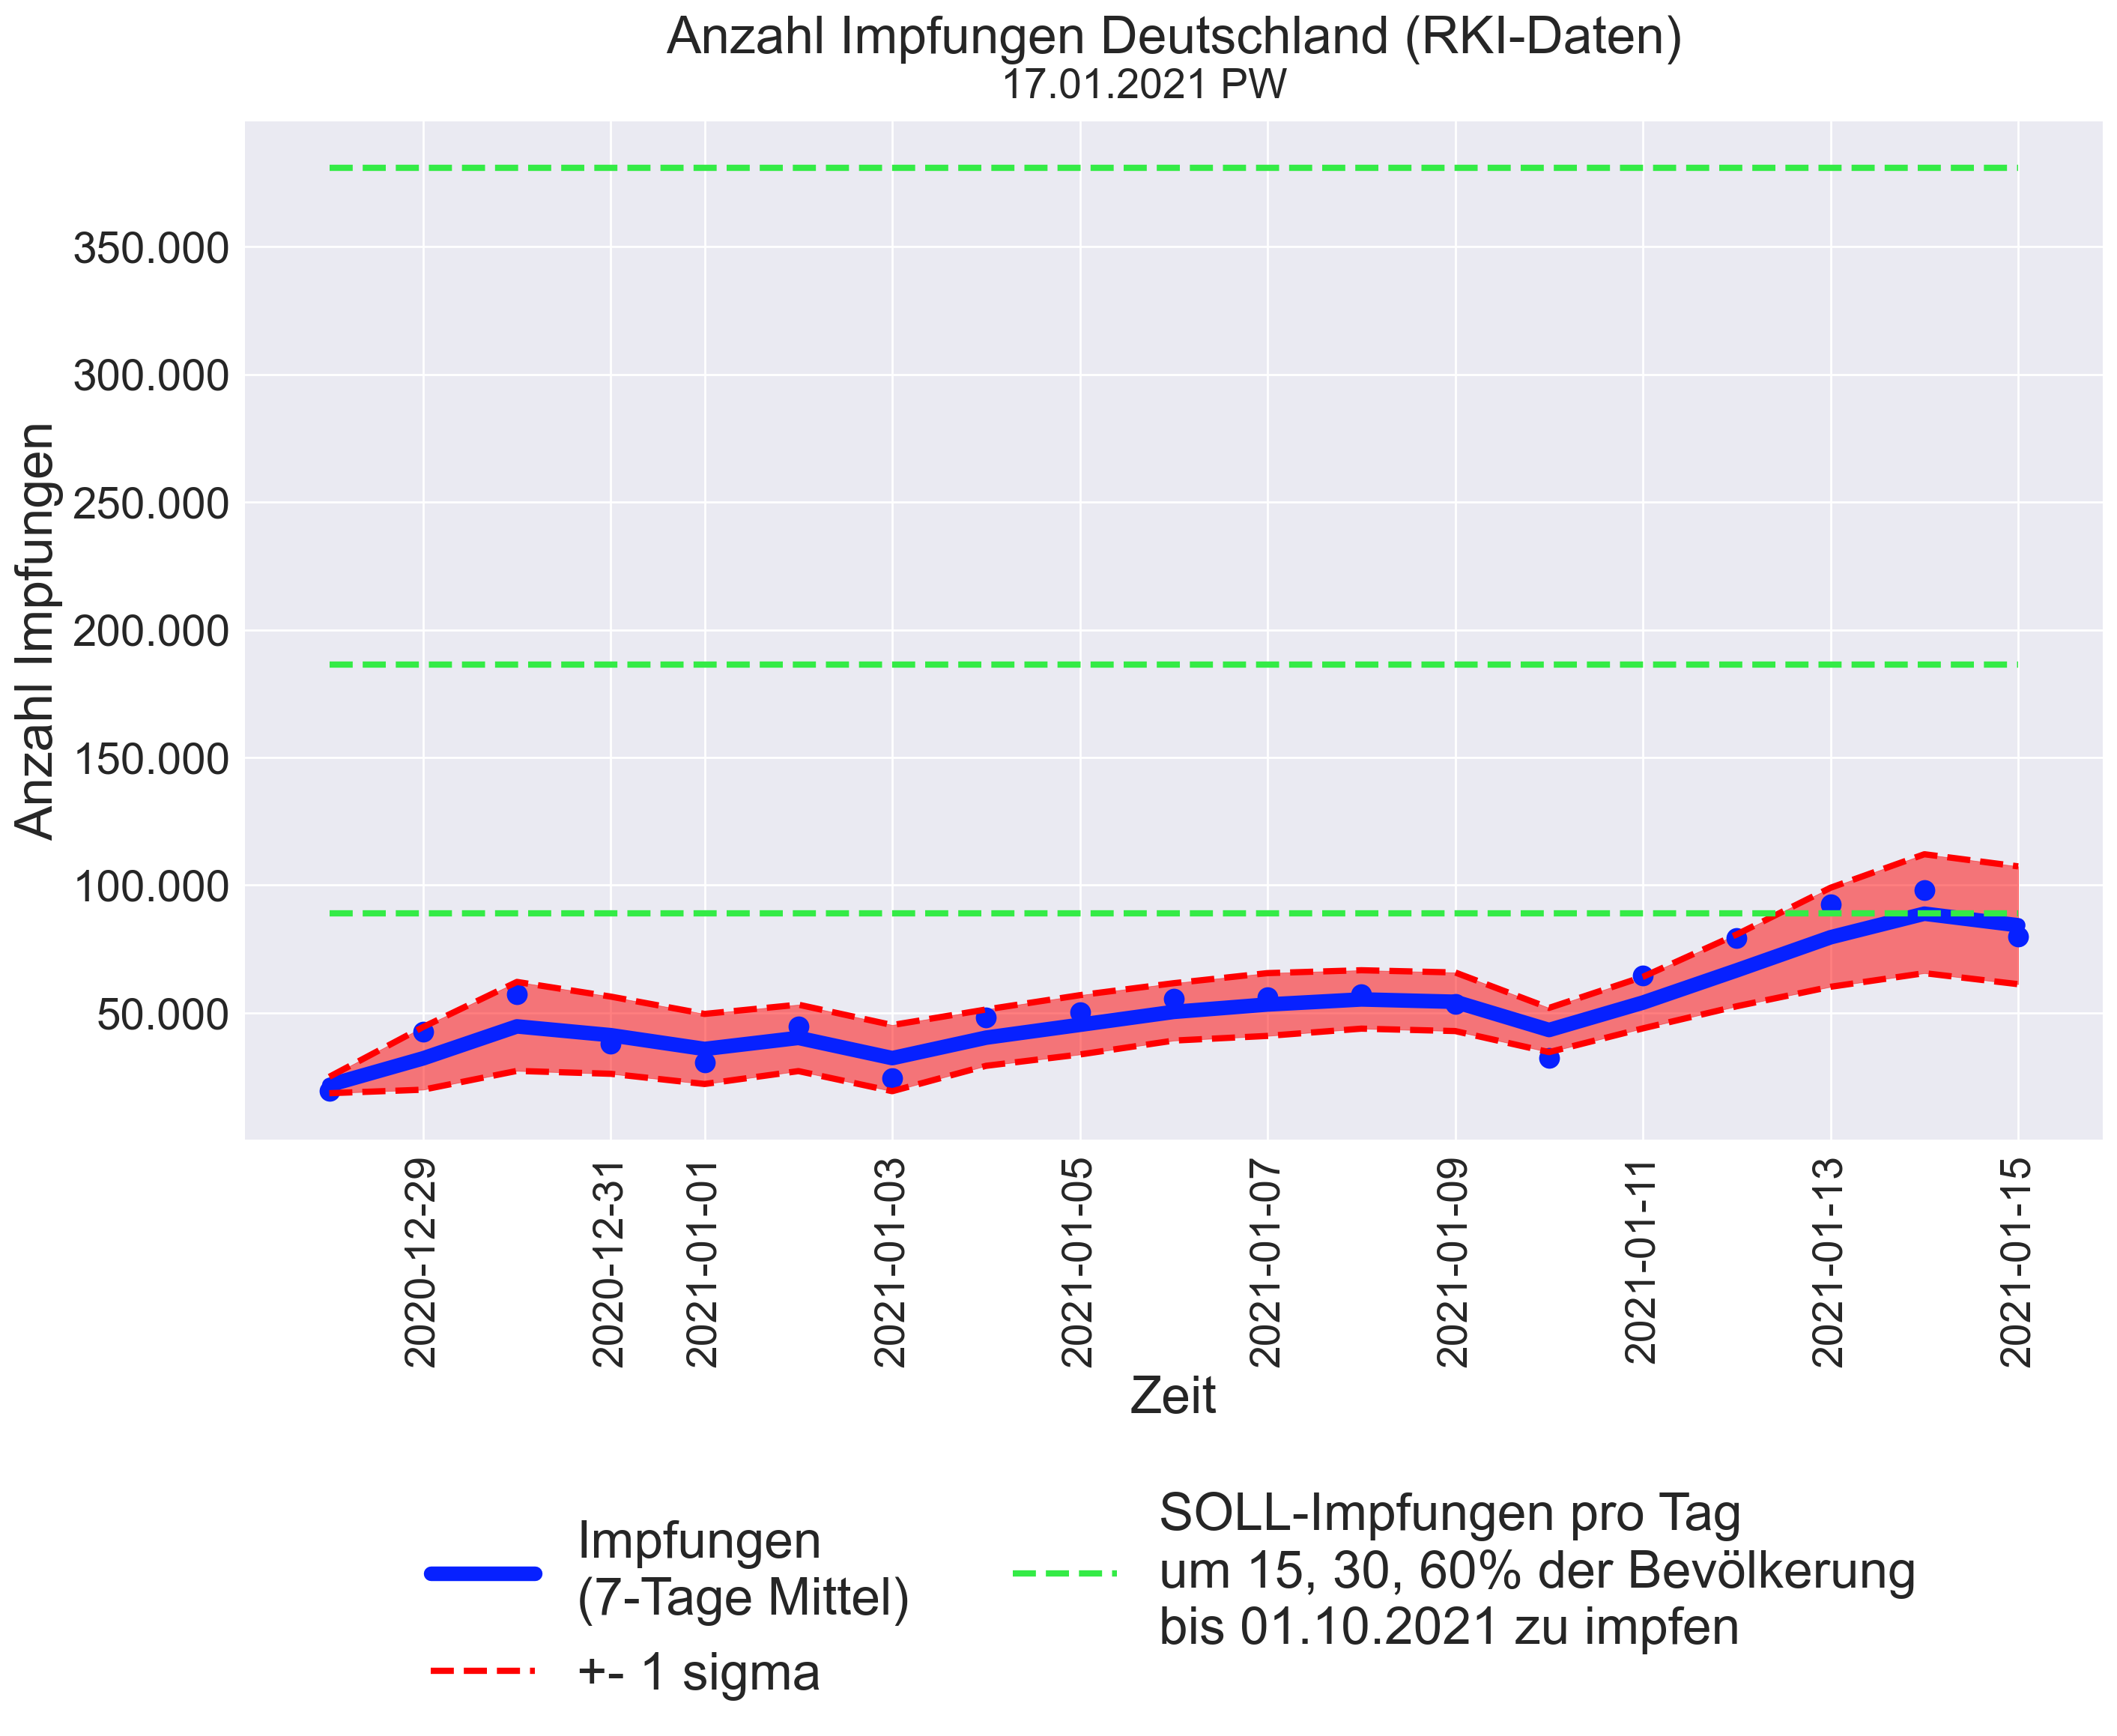 Anzahl Impfungen Deutschland (RKI-Daten)
17.01.2021 PW
Anzahl Impfungen
350.000
300.000
250.000
200.000
150.000
100.000
50.000
2020-12-29
2020-12-31
2021-01-01
2021-01-03
2021-01-05
2021-01-07
2021-01-09
2021-01-11
2021-01-13
2021-01-15
Zeit
Impfungen
(7-Tage Mittel)
+- 1 sigma
SOLL-Impfungen pro Tag
um 15, 30, 60% der Bevölkerung
bis 01.10.2021 zu impfen